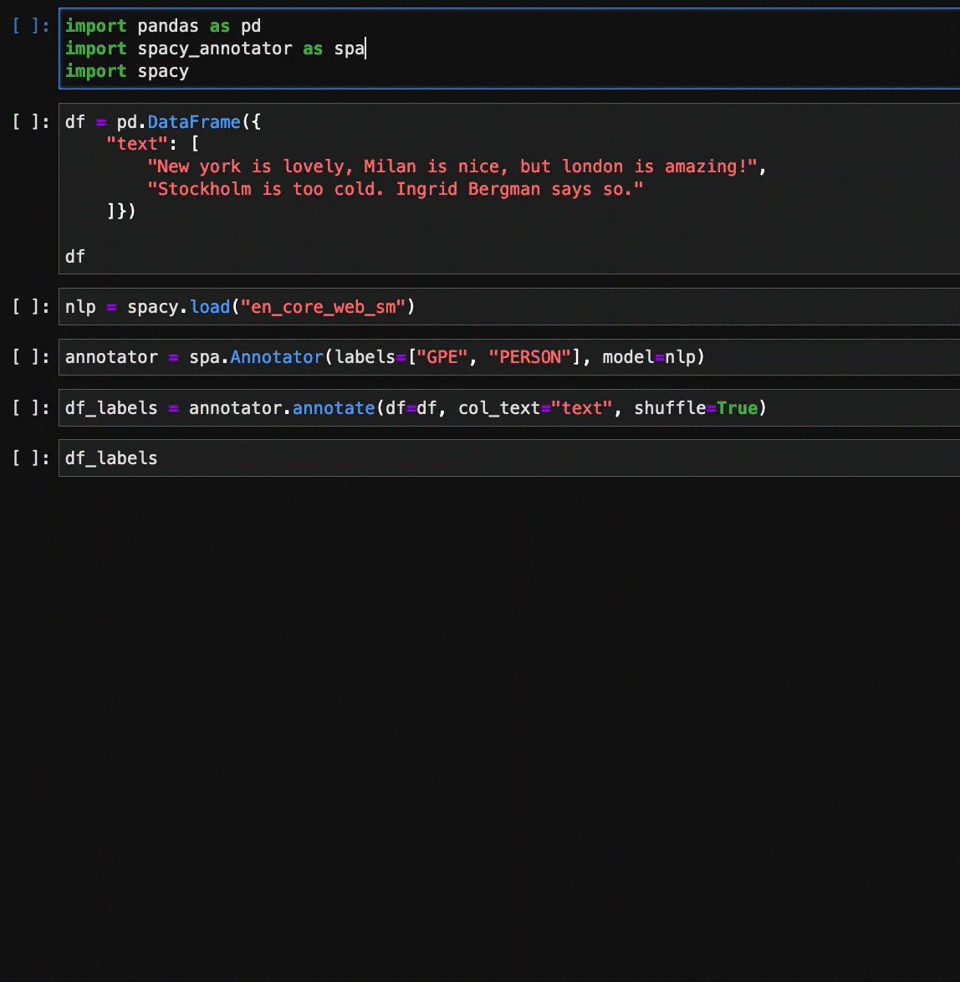 [ ]: import pandas as pd
import spacy_annotator as spa
import spacy
[ ]: df = pd.DataFrame({
"text": [
"New york is lovely, Milan is nice, but london is amazing!",
"Stockholm is too cold. Ingrid Bergman says so."
]})
df
[ ]: nlp = spacy.load("en_core_web_sm")
[ ]: annotator = spa.Annotator(labels=["GPE", "PERSON"], model=nlp)
[ ]: df_labels = annotator.annotate(df=df, col_text="text", shuffle=True)
[ ]: df_labels